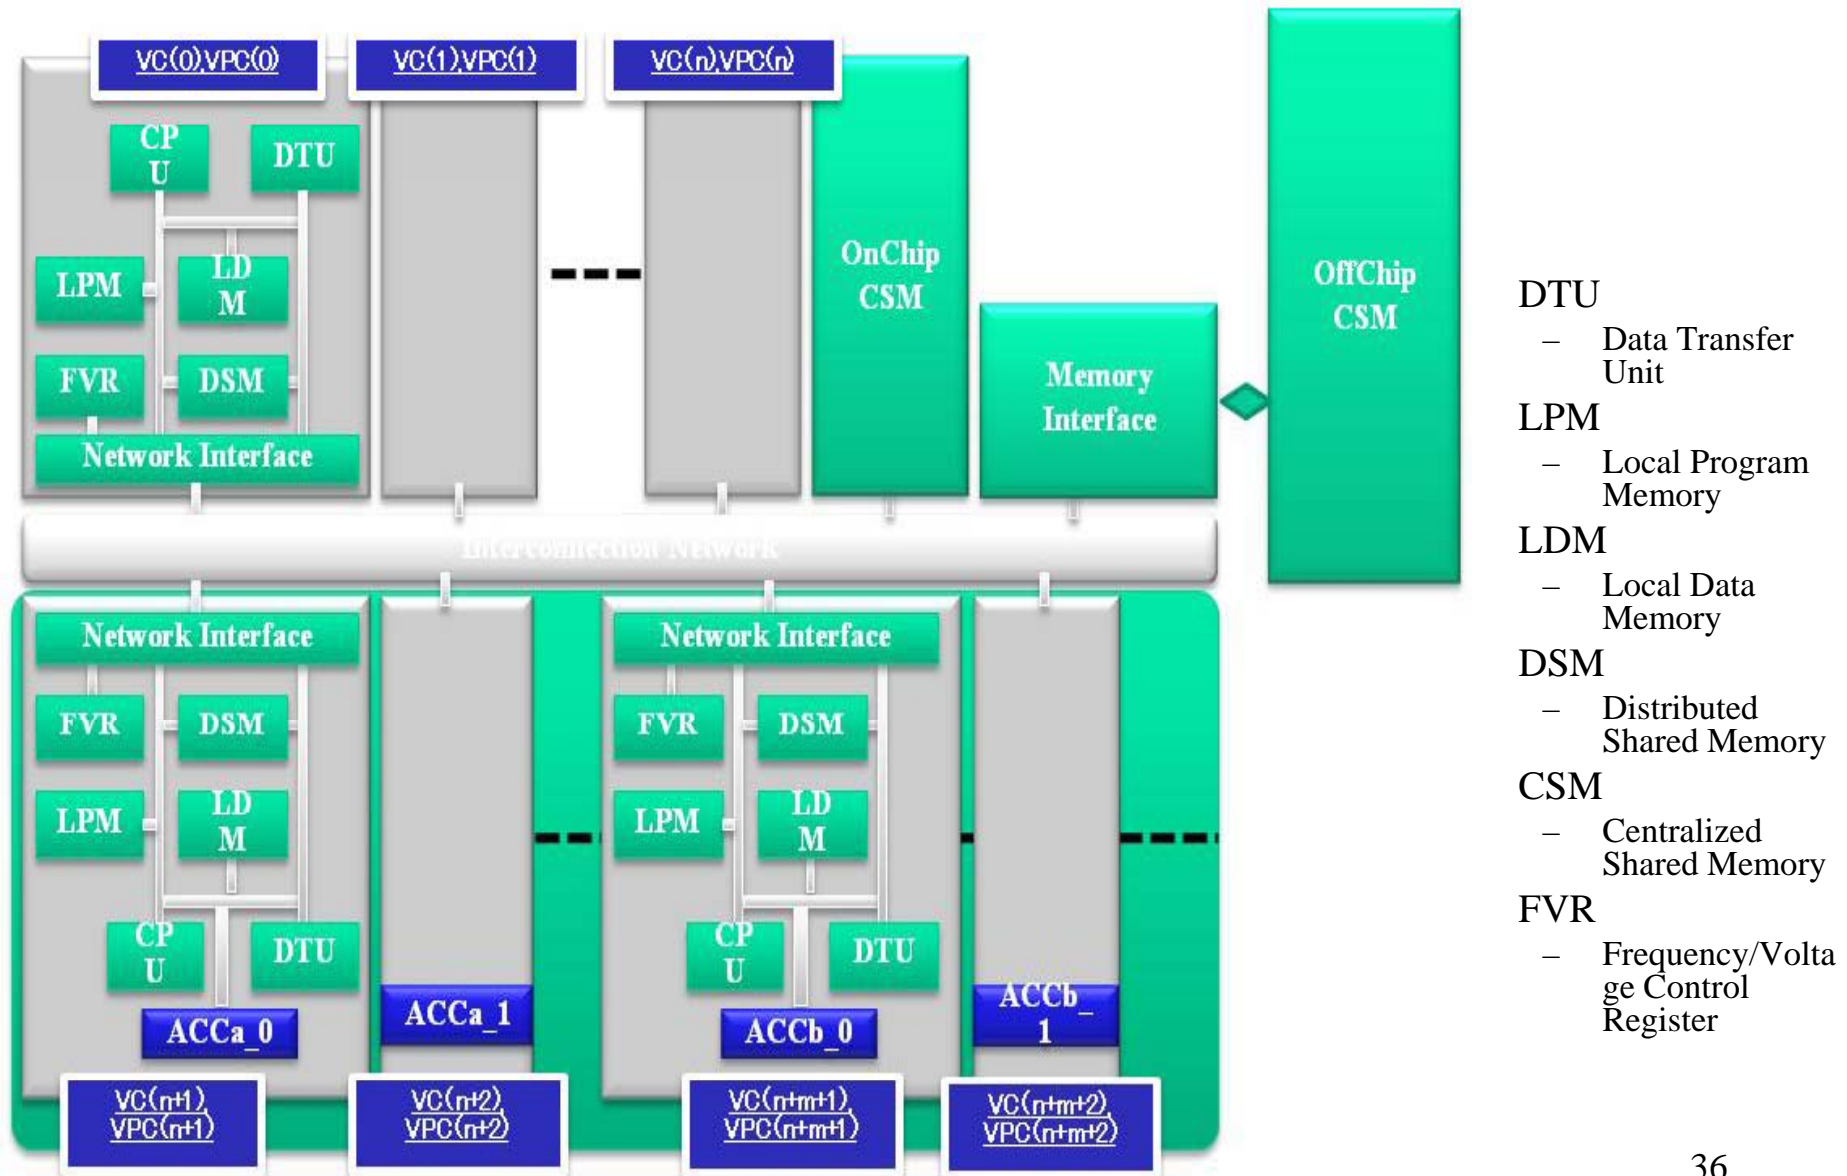 VC(0),VPC(0)
VC(1),VPC(1)
VC(n),VPC(n)
CP
U
DTU
LPM
LD
M
FVR
DSM
Network Interface
OnChip
CSM
Memory
Interface
OffChip
CSM
Interconnection Network
Network Interface
FVR
DSM
LPM
LD
M
CP
U
DTU
ACCa_0
ACCa_1
Network Interface
FVR
DSM
LPM
LD
M
CP
U
DTU
ACCb_0
ACCb_
1
VC(n+1),
VPC(n+1)
VC(n+2),
VPC(n+2)
VC(n+m+1),
VPC(n+m+1)
VC(n+m+2),
VPC(n+m+2)
DTU
– Data Transfer
Unit
LPM
– Local Program
Memory
LDM
– Local Data
Memory
DSM
– Distributed
Shared Memory
CSM
– Centralized
Shared Memory
FVR
– Frequency/Volta
ge Control
Register
36